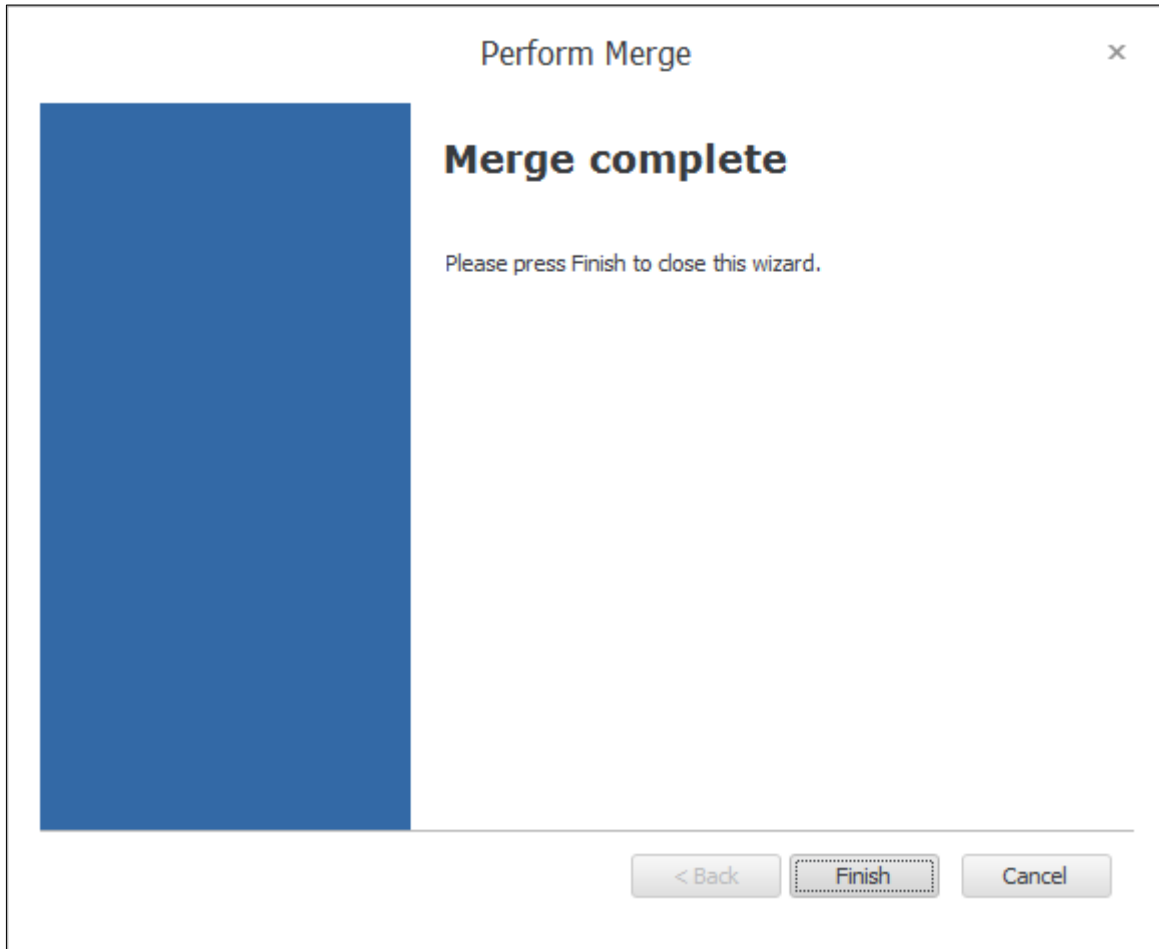 Perform Merge
Merge complete
Please press Finish to close this wizard.
< Back
Finish
Cancel